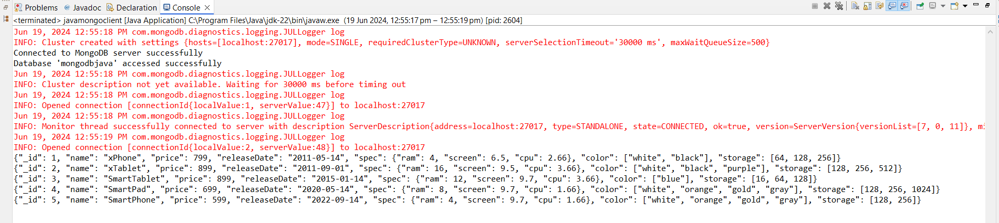 Problems @ Javadoc Declaration Console
<terminated> javamongoclient [Java Application] C:\Program Files\Java\jdk-22\bin\javaw.exe (19 Jun 2024, 12:55:17 pm – 12:55:19 pm) [pid: 2604]
Jun 19, 2024 12:55:18 PM com.mongodb.diagnostics.logging.JULLogger log
INFO: Cluster created with settings {hosts=[localhost:27017], mode=SINGLE, requiredClusterType=UNKNOWN, serverSelectionTimeout='30000 ms', maxWaitQueueSize=500}
Connected to MongoDB server successfully
Database 'mongodbjava' accessed successfully
Jun 19, 2024 12:55:18 PM com.mongodb.diagnostics.logging.JULLogger log
INFO: Cluster description not yet available. Waiting for 30000 ms before timing out
Jun 19, 2024 12:55:18 PM com.mongodb.diagnostics.logging.JULLogger log
INFO: Opened connection [connectionId{localValue:1, serverValue:47}] to localhost:27017
Jun 19, 2024 12:55:18 PM com.mongodb.diagnostics.logging.JULLogger log
INFO: Monitor thread successfully connected to server with description ServerDescription{address=localhost:27017, type=STANDALONE, state=CONNECTED, ok=true, version=ServerVersion{versionList=[7, 0, 11]}, mi
Jun 19, 2024 12:55:19 PM com.mongodb.diagnostics.logging.JULLogger log
INFO: Opened connection [connectionId{localValue:2, serverValue:48}] to localhost:27017
{"_id": 1, "name": "xPhone", "price": 799, "releaseDate": "2011-05-14", "spec": {"ram": 4, "screen": 6.5, "cpu": 2.66}, "color": ["white", "black"], "storage": [64, 128, 256]}
{"_id": 2, "name": "xTablet", "price": 899, "releaseDate": "2011-09-01", "spec": {"ram": 16, "screen": 9.5, "cpu": 3.66}, "color": ["white", "black", "purple"], "storage": [128, 256, 512]}
{"_id": 3, "name": "SmartTablet", "price": 899, "releaseDate": "2015-01-14", "spec": {"ram": 12, "screen": 9.7, "cpu": 3.66}, "color": ["blue"], "storage": [16, 64, 128]}
{"_id": 4, "name": "SmartPad", "price": 699, "releaseDate": "2020-05-14", "spec": {"ram": 8, "screen": 9.7, "cpu": 1.66}, "color": ["white", "orange", "gold", "gray"], "storage": [128, 256, 1024]}
{"_id": 5, "name": "SmartPhone", "price": 599, "releaseDate": "2022-09-14", "spec": {"ram": 4, "screen": 9.7, "cpu": 1.66}, "color": ["white", "orange", "gold", "gray"], "storage": [128, 256]}